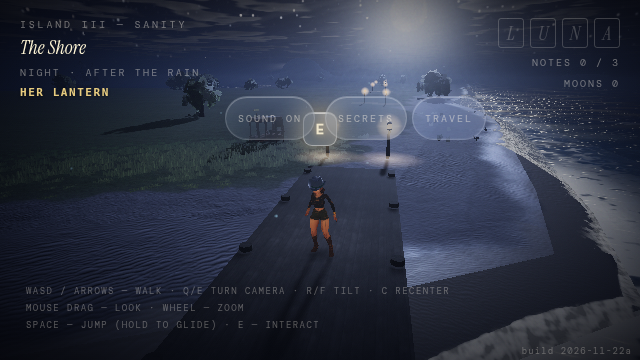 ISLAND III — SANITY
The Shore
NIGHT · AFTER THE RAIN
HER LANTERN
L U N A
NOTES 0 / 3
MOONS 0
SOUND ON
SECRETS
TRAVEL
E
WASD / ARROWS — WALK · Q/E TURN CAMERA · R/F TILT · C RECENTER
MOUSE DRAG — LOOK · WHEEL — ZOOM
SPACE — JUMP (HOLD TO GLIDE) · E — INTERACT
build 2026-11-22a